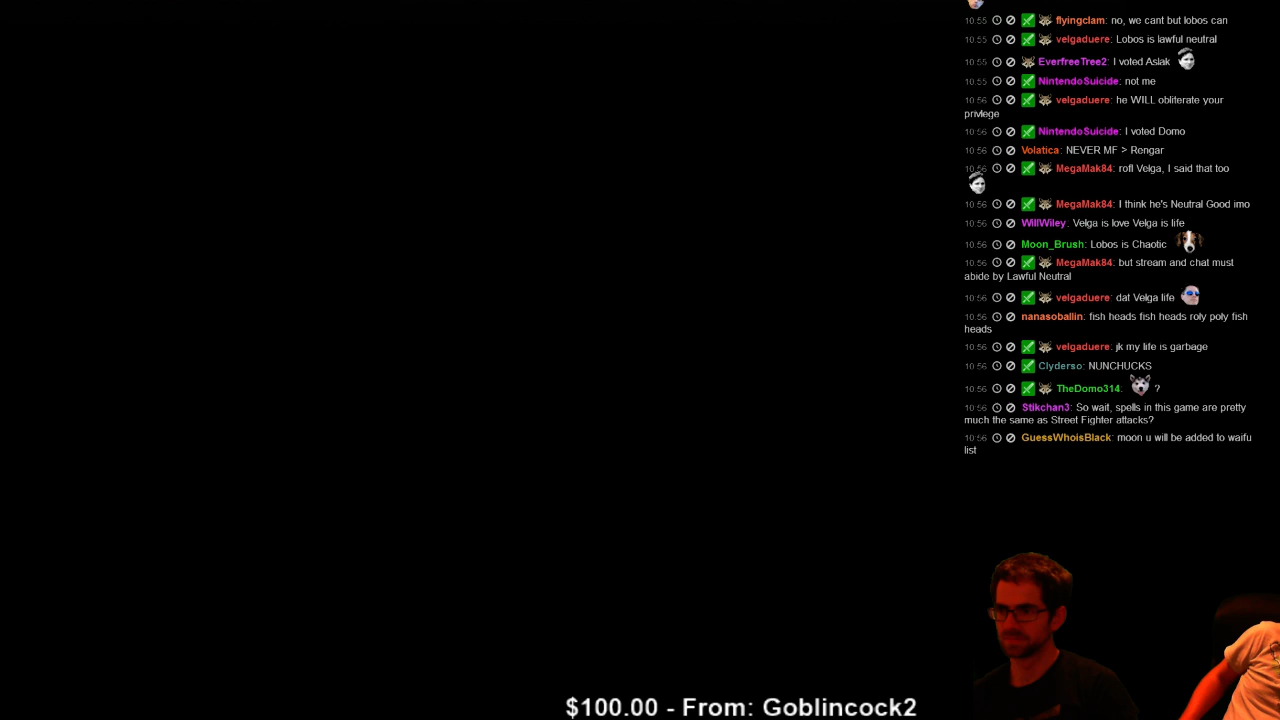 10:55 flyingclam: no, we cant but lobos can
10:55 velgaduere: Lobos is lawful neutral
10:55 EverfreeTree2: I voted Aslak
10:55 NintendoSuicide: not me
10:56 velgaduere: he WILL obliterate your
privlege
10:56 NintendoSuicide: I voted Domo
10:56 Volatica: NEVER MF > Rengar
10:56 MegaMak84: rofl Velga, I said that too
10:56 MegaMak84: I think he's Neutral Good imo
10:56 WillWiley: Velga is love Velga is life
10:56 Moon_Brush: Lobos is Chaotic
10:56 MegaMak84: but stream and chat must
abide by Lawful Neutral
10:56 velgaduere: dat Velga life
10:56 nanasoballin: fish heads fish heads roly poly fish
heads
10:56 velgaduere: jk my life is garbage
10:56 Clyderso: NUNCHUCKS
10:56 TheDomo314: ?
10:56 Stikchan3: So wait, spells in this game are pretty
much the same as Street Fighter attacks?
10:56 GuessWhoisBlack: moon u will be added to waifu
list
$100.00 - From: Goblincock2